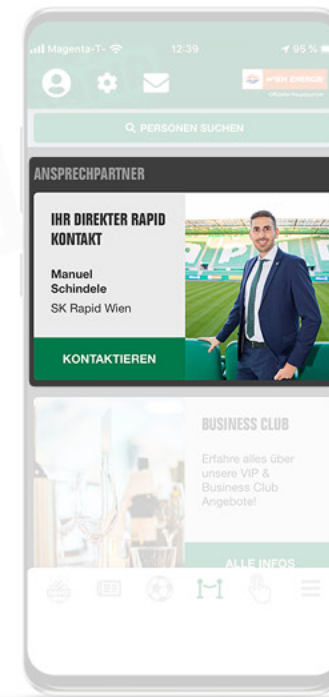 Magenta-T-
12:39
95 %
WIEN ENERGIE
PERSONEN SUCHEN
ANSPRECHPARTNER
IHR DIREKTER RAPID
KONTAKT
Manuel
Schindele
SK Rapid Wien
KONTAKTIEREN
BUSINESS CLUB
Erfahre alles über
unsere VIP &
Business Club
Angebote!
ALLE INFOS